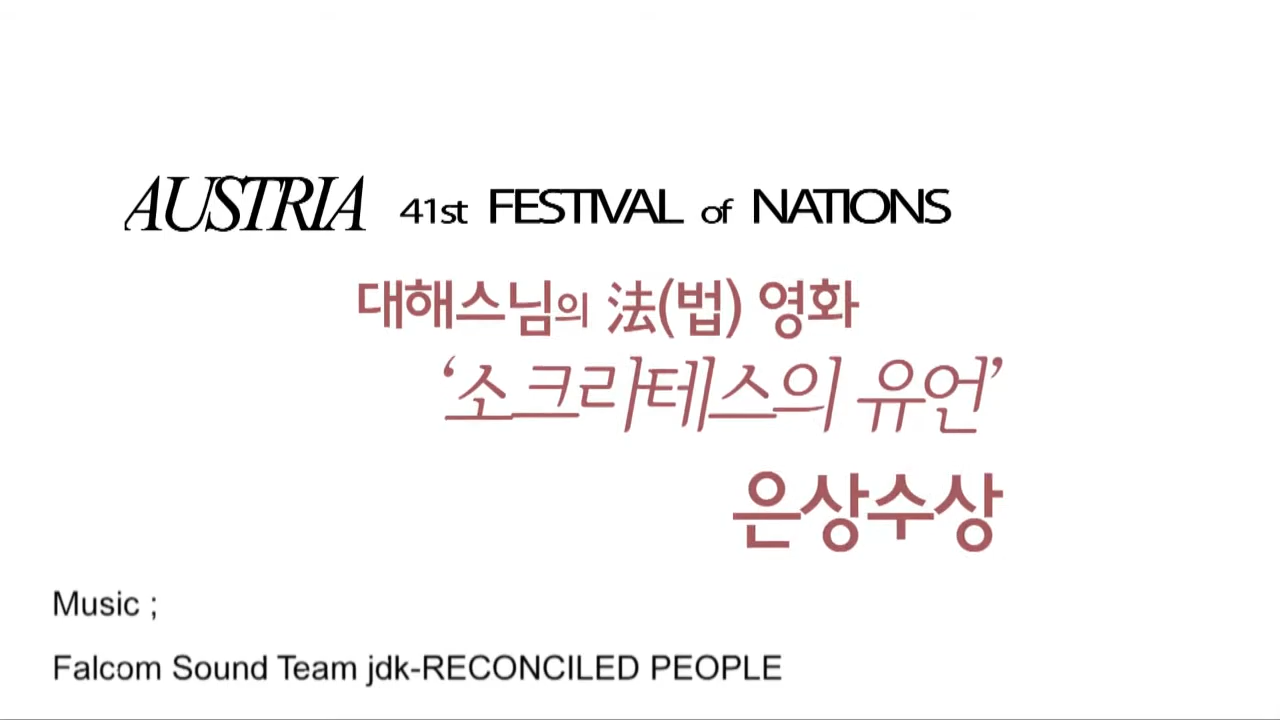 AUSTRIA 41st FESTIVAL of NATIONS
대해스님의 法(법) 영화
‘소크라테스의 유언’
은상수상
Music ;
Falcom Sound Team jdk-RECONCILED PEOPLE